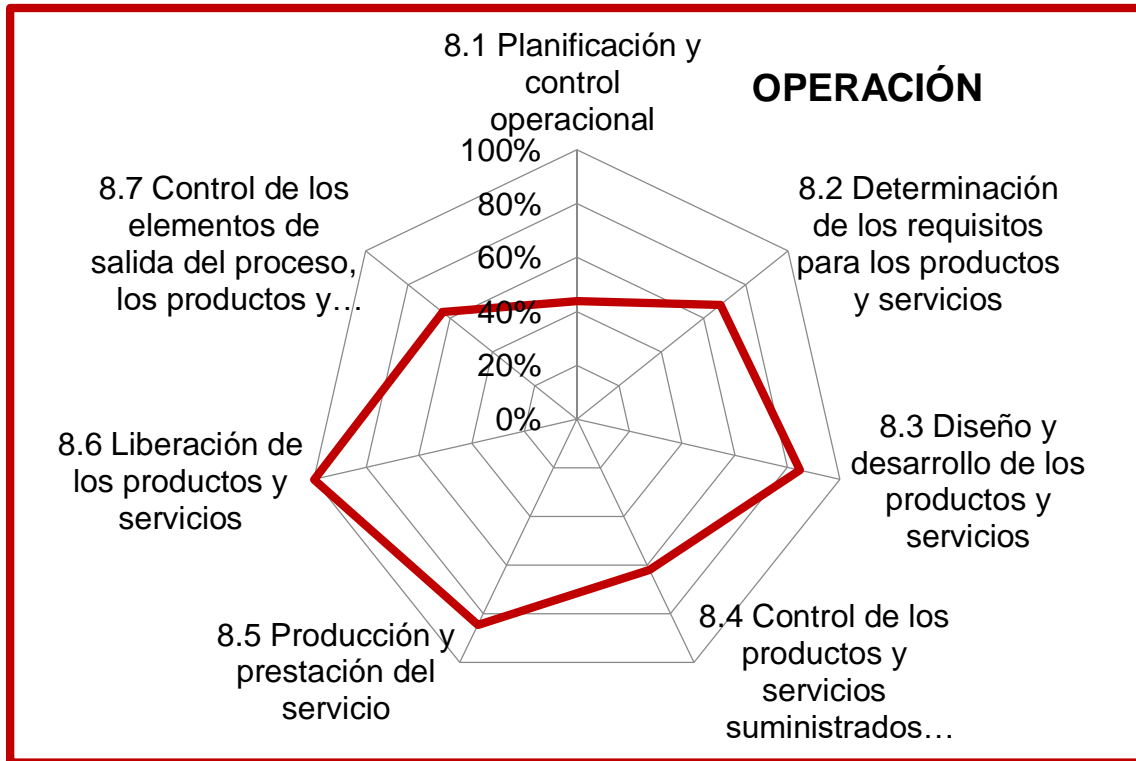 OPERACIÓN
8.1 Planificación y
control
operacional
100%
80%
60%
40%
20%
0%
8.2 Determinación
de los requisitos
para los productos
y servicios
8.3 Diseño y
desarrollo de los
productos y
servicios
8.4 Control de los
productos y
servicios
suministrados…
8.5 Producción y
prestación del
servicio
8.6 Liberación de
los productos y
servicios
8.7 Control de los
elementos de
salida del proceso,
los productos y…